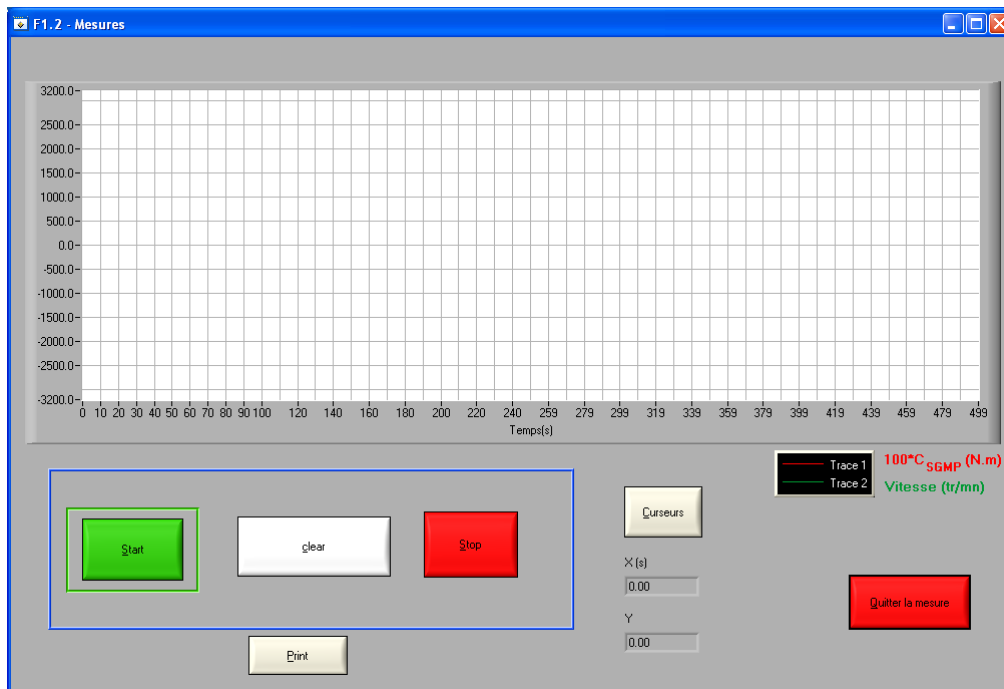 F1.2 - Mesures
3200.0
2500.0
2000.0
1500.0
1000.0
500.0
0.0
-500.0
-1000.0
-1500.0
-2000.0
-2500.0
-3200.0
0 10 20 30 40 50 60 70 80 90 100 120 140 160 180 200 220 240 259 279 299 319 339 359 379 399 419 439 459 479 499
Temps(s)
Trace 1 100*C SGMP (N.m)
Trace 2 Vitesse (tr/mn)
Start
clear
Stop
Curseurs
X (s)
0.00
Y
0.00
Quitter la mesure
Print